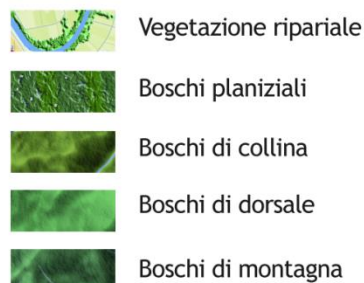 Vegetazione ripariale
Boschi planiziali
Boschi di collina
Boschi di dorsale
Boschi di montagna